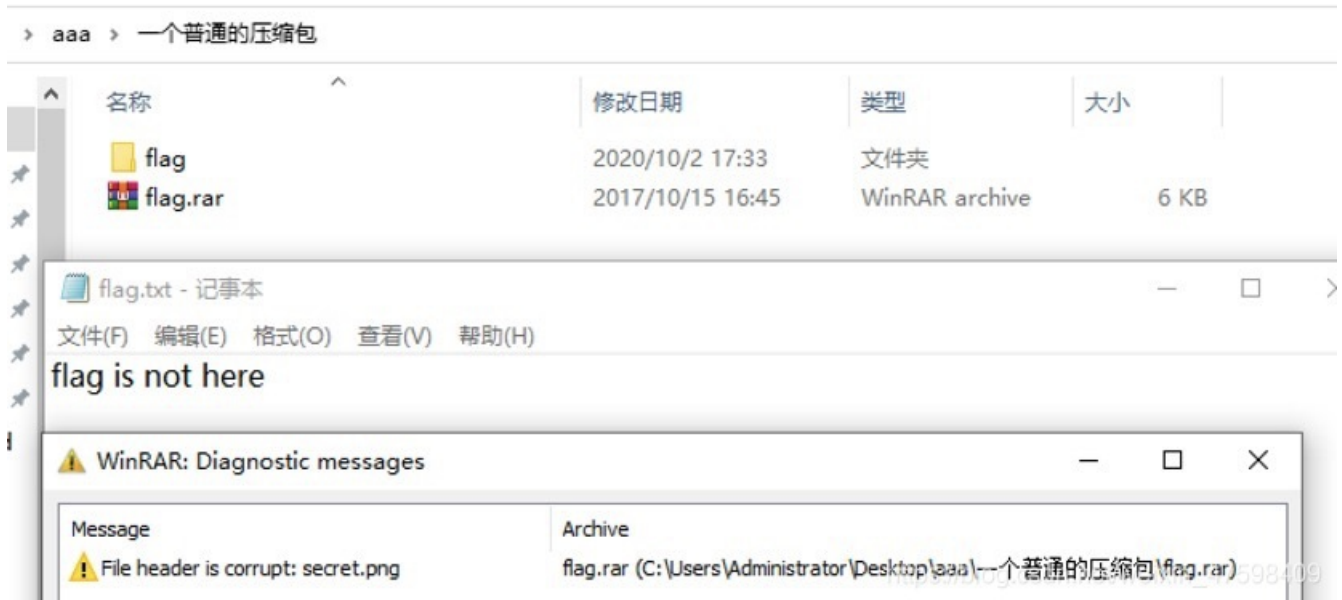 aaa 一个普通的压缩包
名称 修改日期 类型 大小
flag 2020/10/2 17:33 文件夹
flag.rar 2017/10/15 16:45 WinRAR archive 6 KB
flag.txt - 记事本
文件(F) 编辑(E) 格式(O) 查看(V) 帮助(H)
flag is not here
WinRAR: Diagnostic messages
Message Archive
File header is corrupt: secret.png flag.rar (C:\Users\Administrator\Desktop\aaa\一个普通的压缩包\flag.rar)